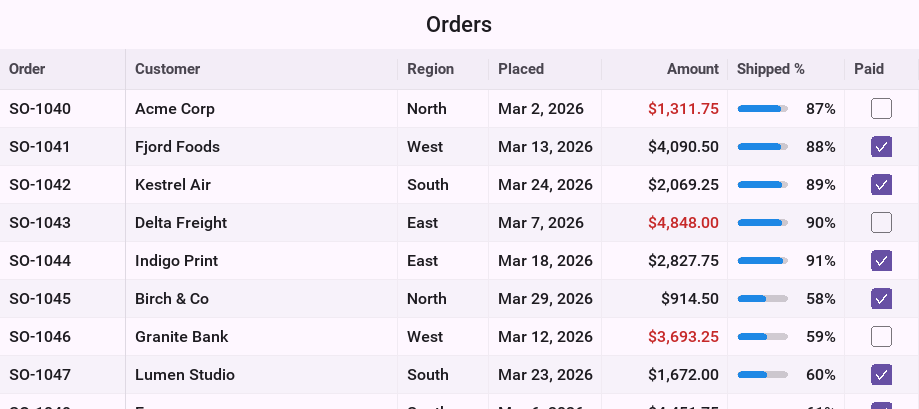 Orders
Order Customer Region Placed Amount Shipped % Paid
SO-1040 Acme Corp North Mar 2, 2026 $1,311.75 87%
SO-1041 Fjord Foods West Mar 13, 2026 $4,090.50 88%
SO-1042 Kestrel Air South Mar 24, 2026 $2,069.25 89%
SO-1043 Delta Freight East Mar 7, 2026 $4,848.00 90%
SO-1044 Indigo Print East Mar 18, 2026 $2,827.75 91%
SO-1045 Birch & Co North Mar 29, 2026 $914.50 58%
SO-1046 Granite Bank West Mar 12, 2026 $3,693.25 59%
SO-1047 Lumen Studio South Mar 23, 2026 $1,672.00 60%